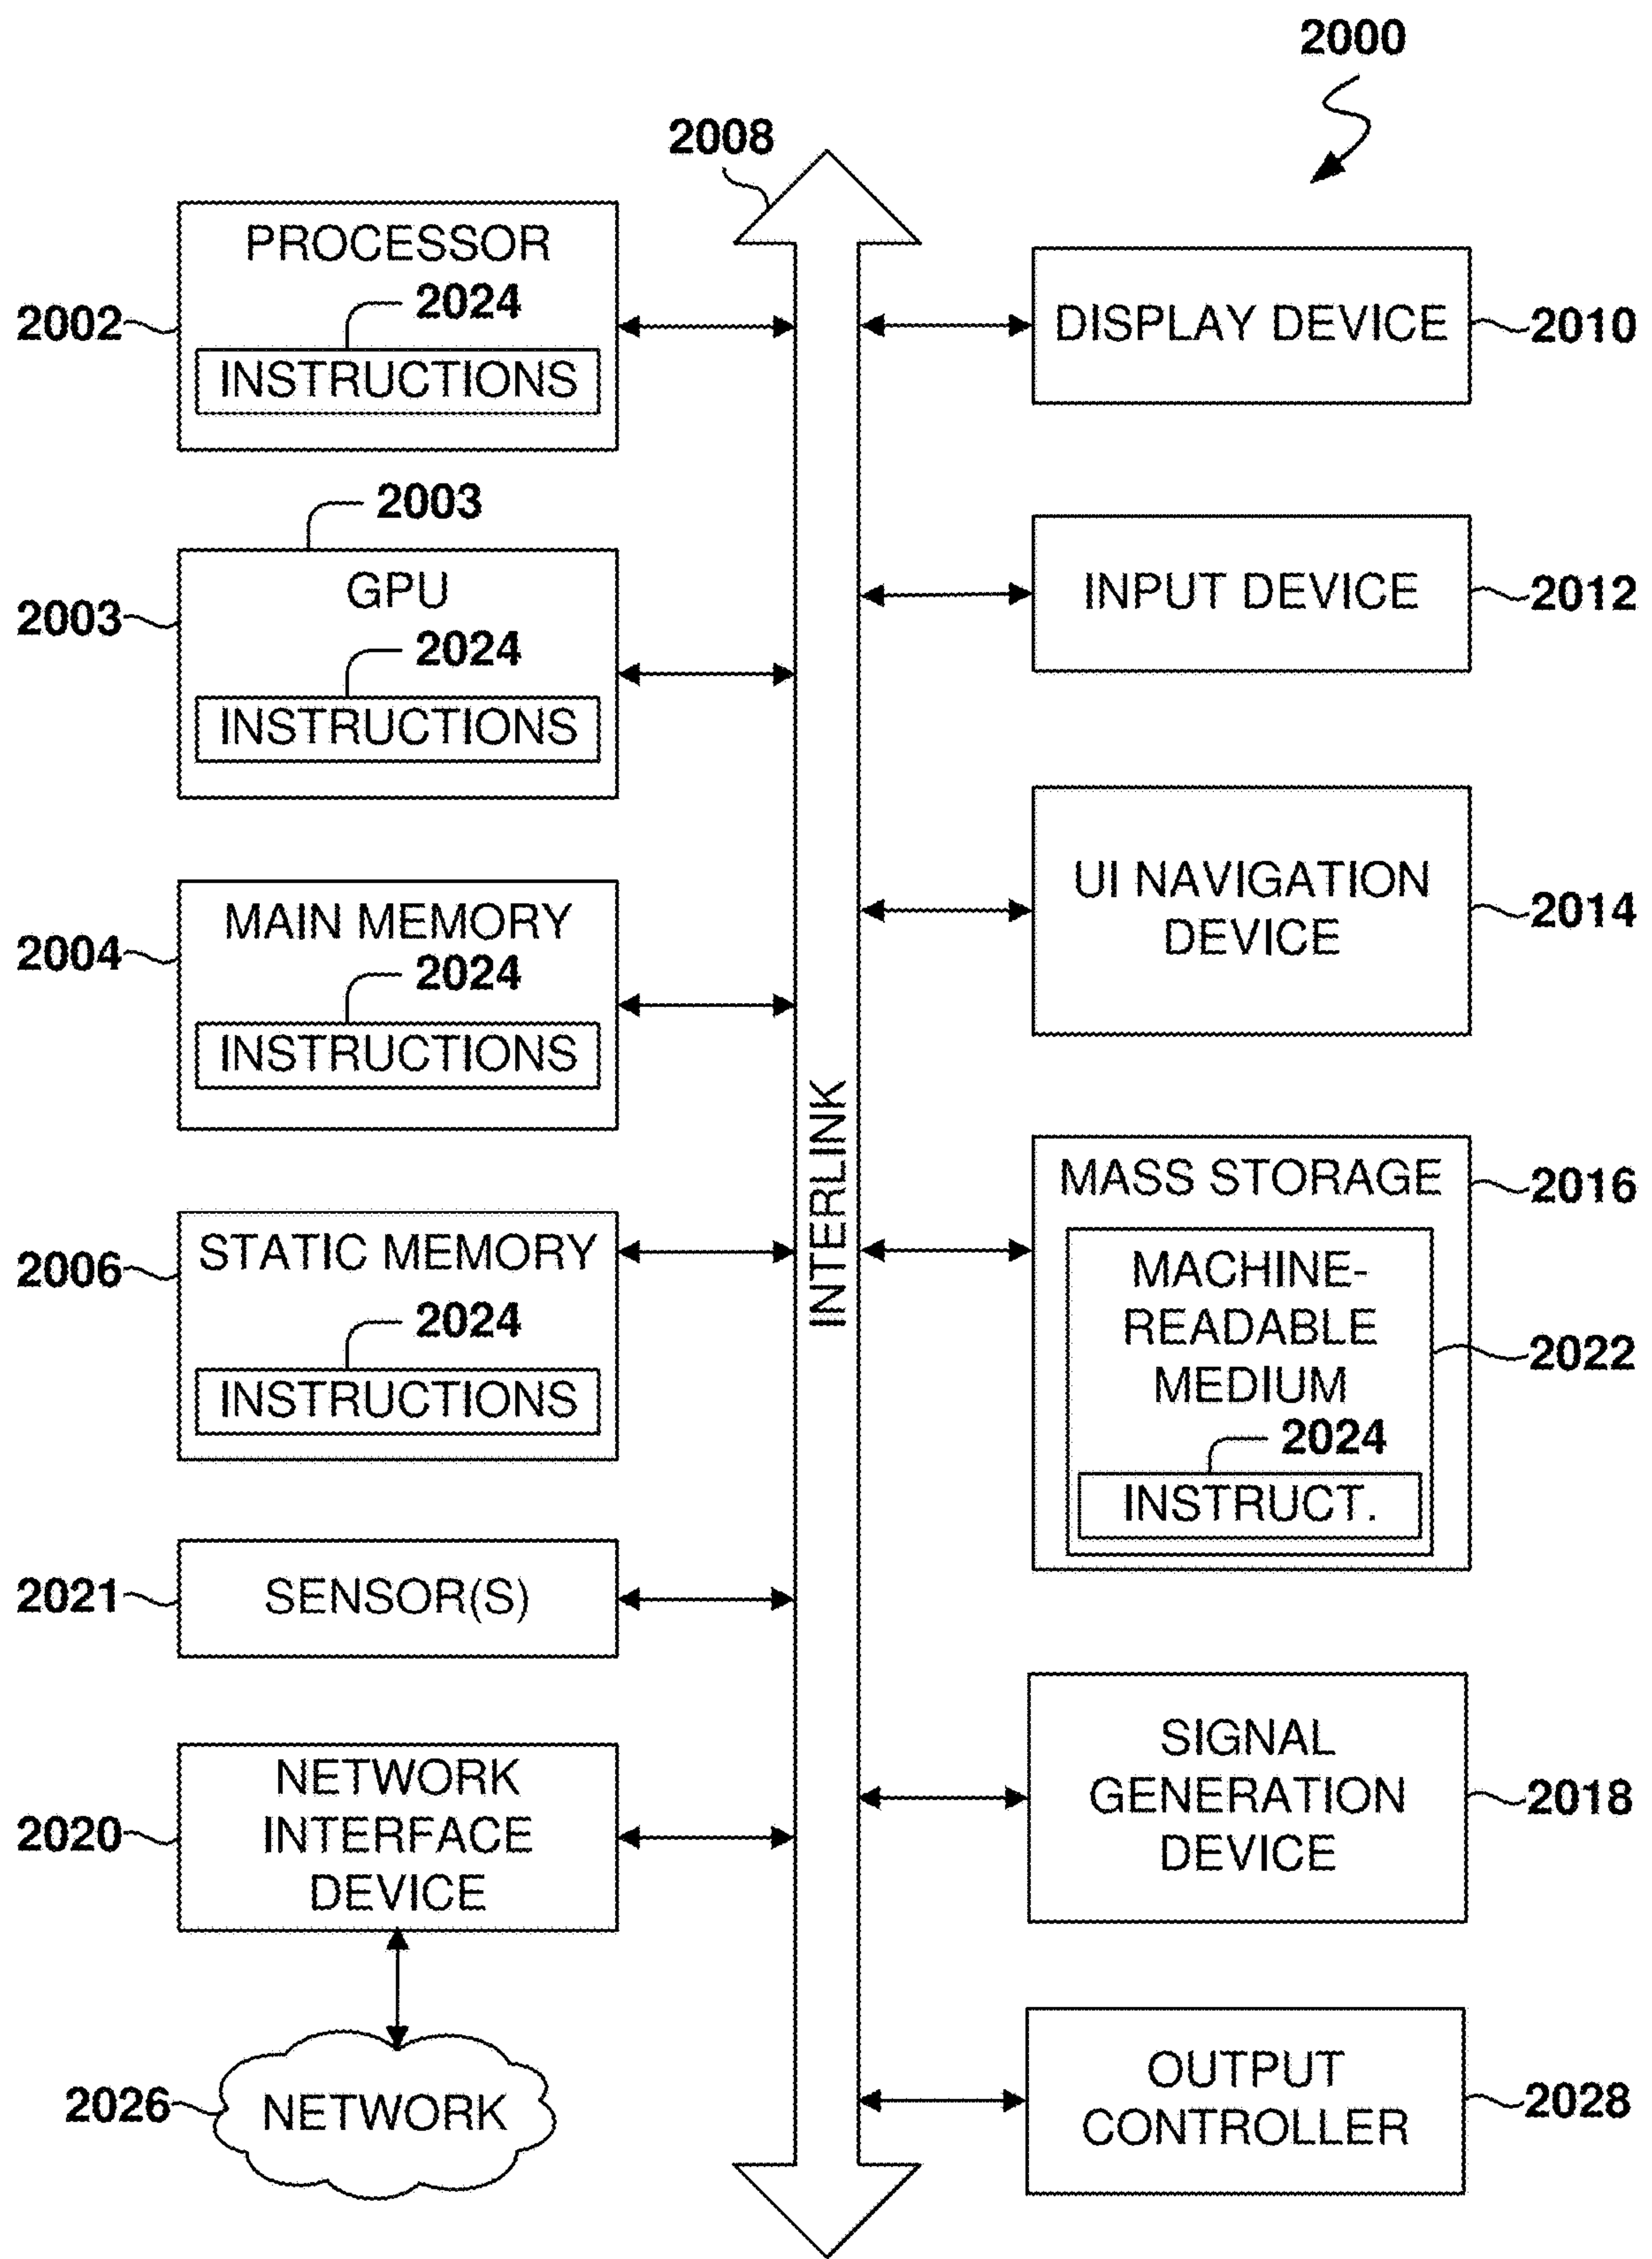 2000
2008
PROCESSOR
2024
2002
INSTRUCTIONS
2003
GPU
2003
2024
INSTRUCTIONS
MAIN MEMORY
2004
2024
INSTRUCTIONS
STATIC MEMORY
2006
2024
INSTRUCTIONS
2021
SENSOR(S)
NETWORK
INTERFACE
DEVICE
2020
2026
NETWORK
INTERLINK
DISPLAY DEVICE
2010
INPUT DEVICE
2012
UI NAVIGATION
DEVICE
2014
MASS STORAGE
2016
MACHINE-
READABLE
MEDIUM
2022
2024
INSTRUCT.
SIGNAL
GENERATION
DEVICE
2018
OUTPUT
CONTROLLER
2028